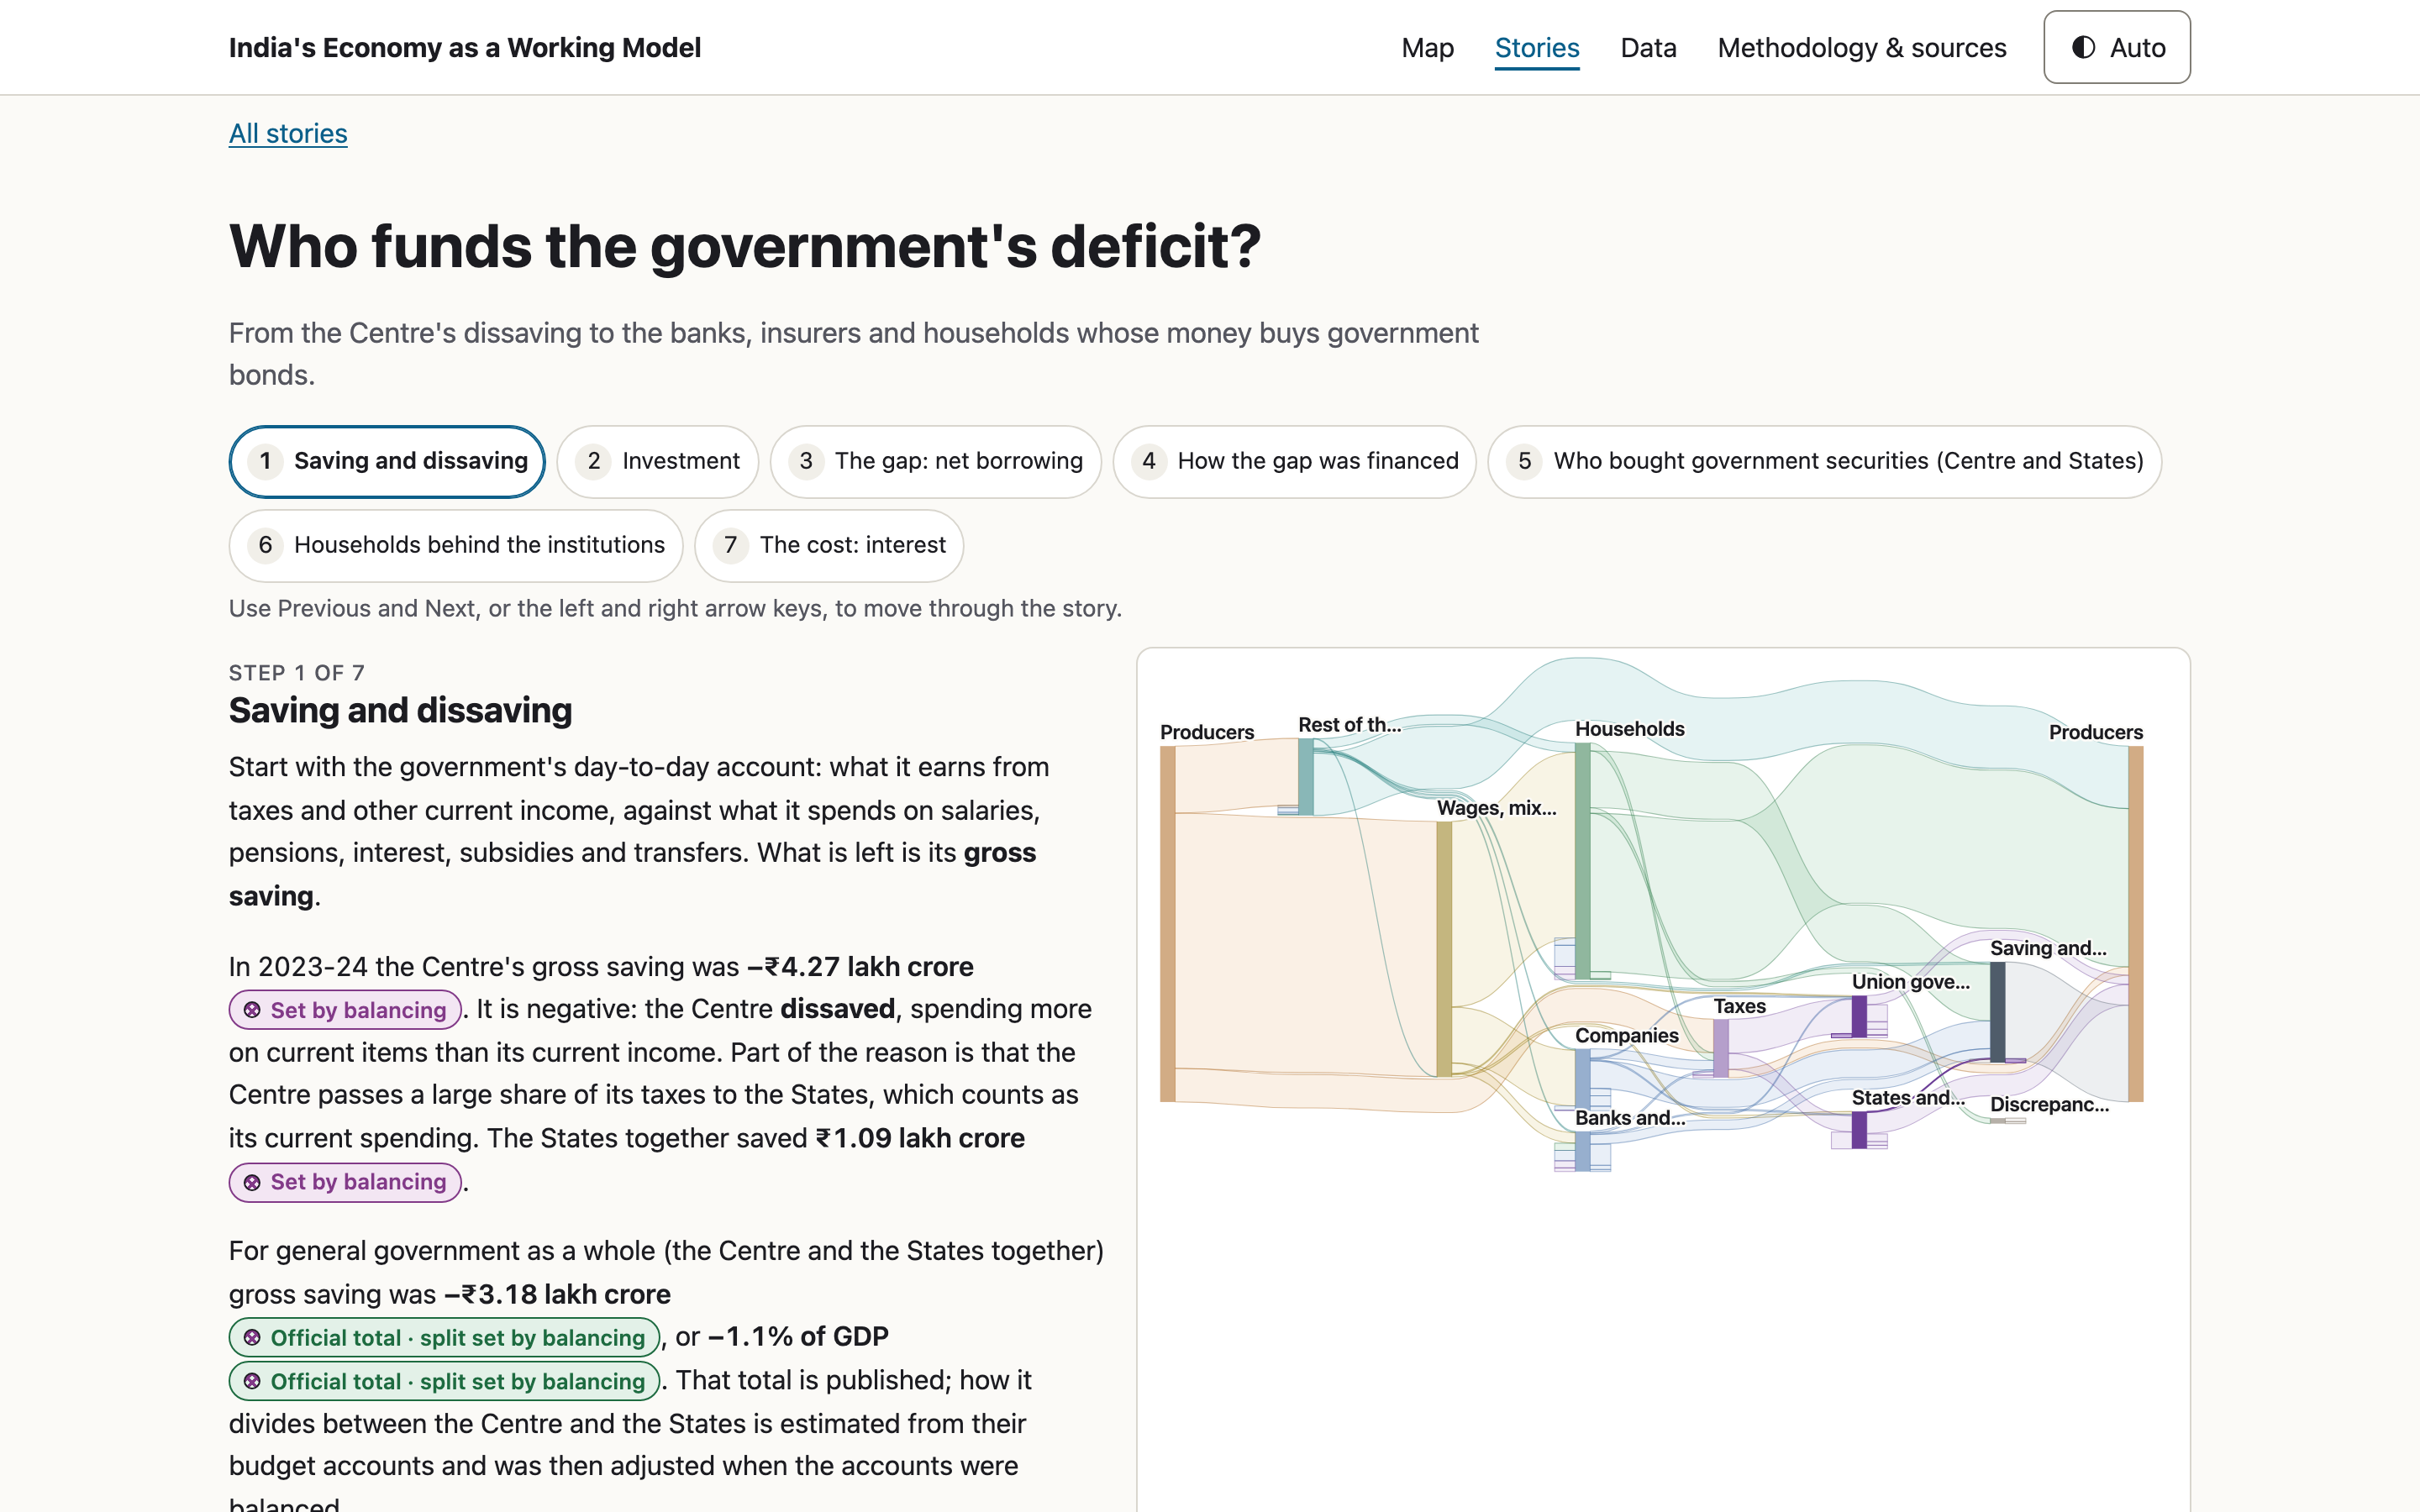 India's Economy as a Working Model
Map
Stories
Data
Methodology & sources
Auto
All stories
Who funds the government's deficit?
From the Centre's dissaving to the banks, insurers and households whose money buys government
bonds.
1 Saving and dissaving
2 Investment
3 The gap: net borrowing
4 How the gap was financed
5 Who bought government securities (Centre and States)
6 Households behind the institutions
7 The cost: interest
Use Previous and Next, or the left and right arrow keys, to move through the story.
STEP 1 OF 7
Saving and dissaving
Start with the government's day-to-day account: what it earns from
taxes and other current income, against what it spends on salaries,
pensions, interest, subsidies and transfers. What is left is its gross
saving.
In 2023-24 the Centre's gross saving was −₹4.27 lakh crore
Set by balancing. It is negative: the Centre dissaved, spending more
on current items than its current income. Part of the reason is that the
Centre passes a large share of its taxes to the States, which counts as
its current spending. The States together saved ₹1.09 lakh crore
Set by balancing.
For general government as a whole (the Centre and the States together)
gross saving was −₹3.18 lakh crore
Official total · split set by balancing, or −1.1% of GDP
Official total · split set by balancing. That total is published; how it
divides between the Centre and the States is estimated from their
budget accounts and was then adjusted when the accounts were
balanced.
Producers
Rest of th...
Households
Producers
Wages, mix...
Saving and...
Union gove...
Taxes
Companies
States and...
Discrepanc...
Banks and...